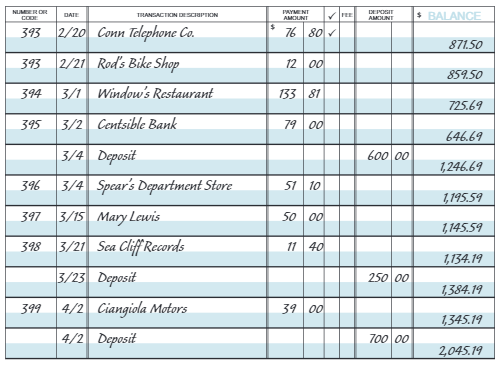 NUMBER OR CODE DATE TRANSACTION DESCRIPTION PAYMENT AMOUNT ✓ FEE DEPOSIT AMOUNT $ BALANCE
393 2/20 Conn Telephone Co. $ 76 80 ✓
871.50
393 2/21 Rod's Bike Shop 12 00
859.50
394 3/1 Window's Restaurant 133 81
725.69
395 3/2 Centsible Bank 79 00
646.69
3/4 Deposit 600 00
1,246.69
396 3/4 Spear's Department Store 51 10
1,195.59
397 3/15 Mary Lewis 50 00
1,145.59
398 3/21 Sea Cliff Records 11 40
1,134.19
3/23 Deposit 250 00
1,384.19
399 4/2 Ciangiola Motors 39 00
1,345.19
4/2 Deposit 700 00
2,045.19